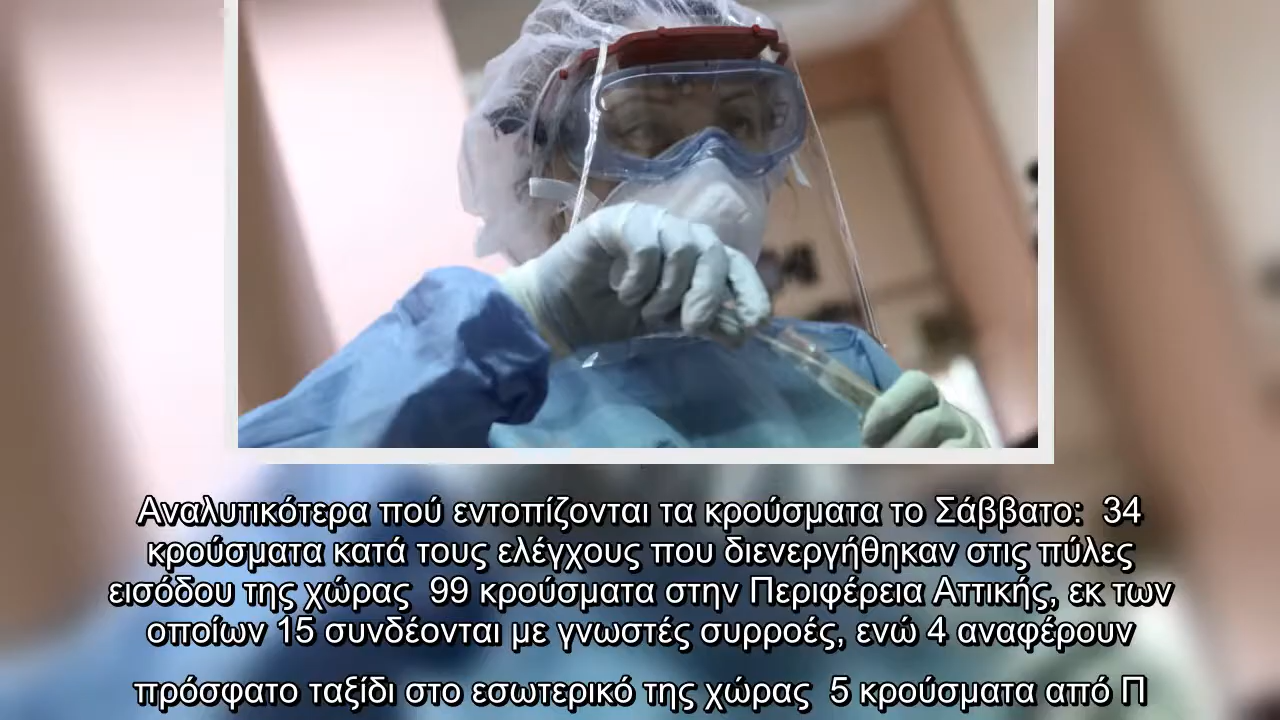 Αναλυτικότερα πού εντοπίζονται τα κρούσματα το Σάββατο:  34
κρούσματα κατά τους ελέγχους που διενεργήθηκαν στις πύλες
εισόδου της χώρας  99 κρούσματα στην Περιφέρεια Αττικής, εκ των
οποίων 15 συνδέονται με γνωστές συρροές, ενώ 4 αναφέρουν
πρόσφατο ταξίδι στο εσωτερικό της χώρας  5 κρούσματα από Π